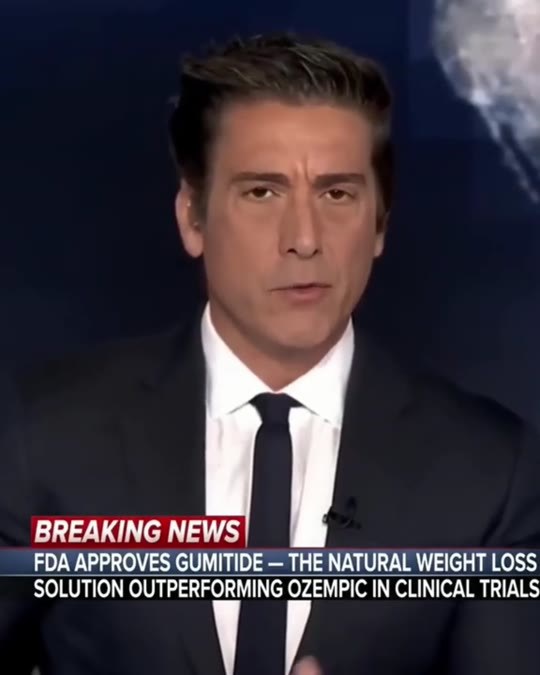 BREAKING NEWS
FDA APPROVES GUMITIDE — THE NATURAL WEIGHT LOSS
SOLUTION OUTPERFORMING OZEMPIC IN CLINICAL TRIALS